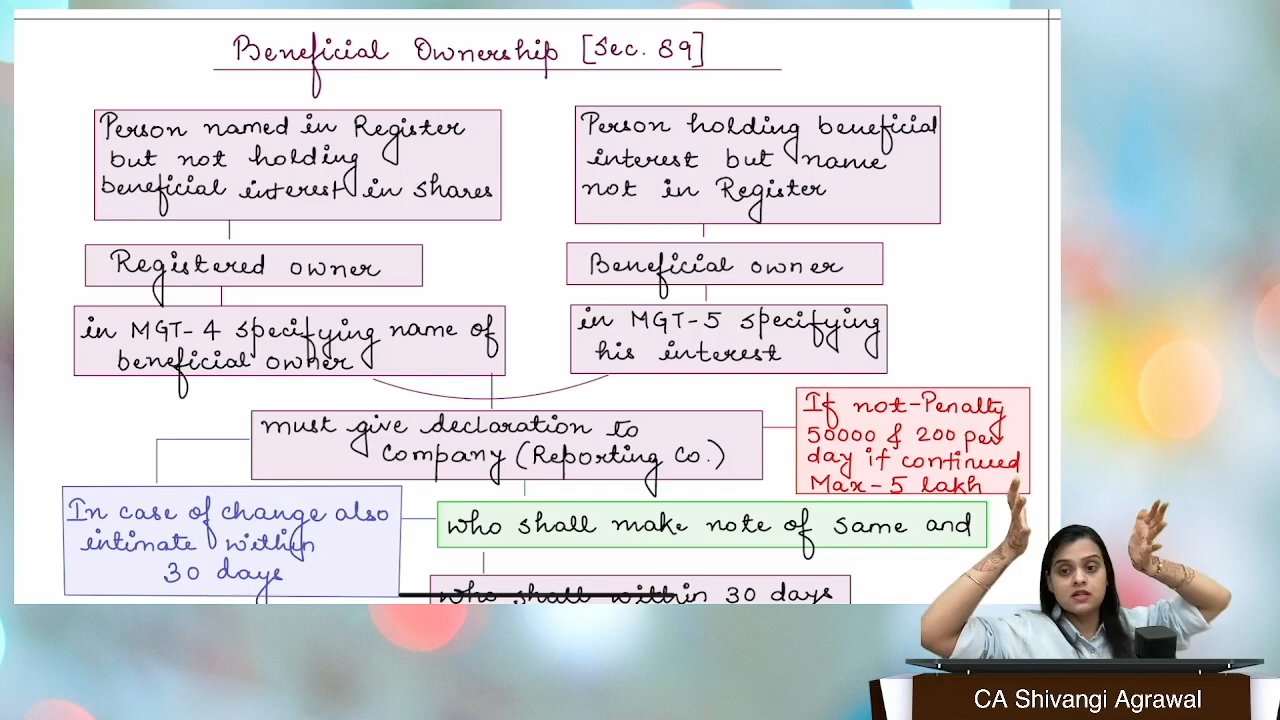 Beneficial Ownership [Sec. 89]
Person named in Register
but not holding
beneficial interest in shares
Person holding beneficial
interest but name
not in Register
Registered owner
Beneficial owner
in MGT-4 specifying name of
beneficial owner
in MGT-5 specifying
his interest
must give declaration to
Company (Reporting Co.)
If not-Penalty
50000 & 200 per
day if continued
Max-5 lakh
In case of change also
intimate within
30 days
who shall make note of same and
who shall within 30 days
CA Shivangi Agrawal